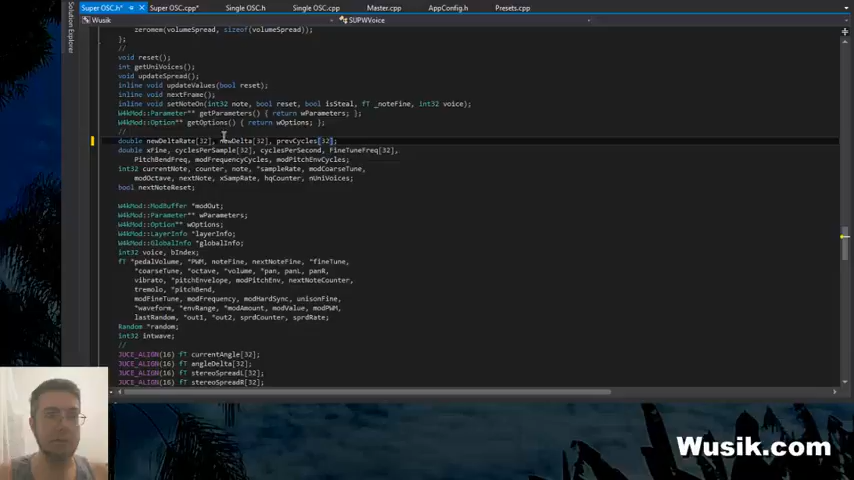 Super OSC.h* Super OSC.cpp* Single OSC.h Single OSC.cpp Master.cpp AppConfig.h Presets.cpp
Solution Explorer
Wusik SUPWVoice
zeromem(volumeSpread, sizeof(volumeSpread));
};
//
void reset();
int getUniVoices();
void updateSpread();
inline void updateValues(bool reset);
inline void nextFrame();
inline void setNoteOn(int32 note, bool reset, bool isSteal, fT _noteFine, int32 voice);
W4kMod::Parameter** getParameters() { return wParameters; };
W4kMod::Option** getOptions() { return wOptions; };
//
double newDeltaRate[32], newDelta[32], prevCycles[32];
double xFine, cyclesPerSample[32], cyclesPerSecond, FineTuneFreq[32],
PitchBendFreq, modFrequencyCycles, modPitchEnvCycles;
int32 currentNote, counter, note, *sampleRate, modCoarseTune,
modOctave, nextNote, xSampRate, hqCounter, nUniVoices;
bool nextNoteReset;
W4kMod::ModBuffer *modOut;
W4kMod::Parameter** wParameters;
W4kMod::Option** wOptions;
W4kMod::LayerInfo *layerInfo;
W4kMod::GlobalInfo *globalInfo;
int32 voice, bIndex;
fT *pedalVolume, *PWM, noteFine, nextNoteFine, *fineTune,
*coarseTune, *octave, *volume, *pan, panL, panR,
vibrato, *pitchEnvelope, modPitchEnv, nextNoteCounter,
tremolo, *pitchBend,
modFineTune, modFrequency, modHardSync, unisonFine,
*waveform, *envRange, *modAmount, modValue, modPWM,
lastRandom, *out1, *out2, sprdCounter, sprdRate;
Random *random;
int32 intwave;
//
JUCE_ALIGN(16) fT currentAngle[32];
JUCE_ALIGN(16) fT angleDelta[32];
JUCE_ALIGN(16) fT stereoSpreadL[32];
JUCE_ALIGN(16) fT stereoSpreadR[32];
Wusik.com